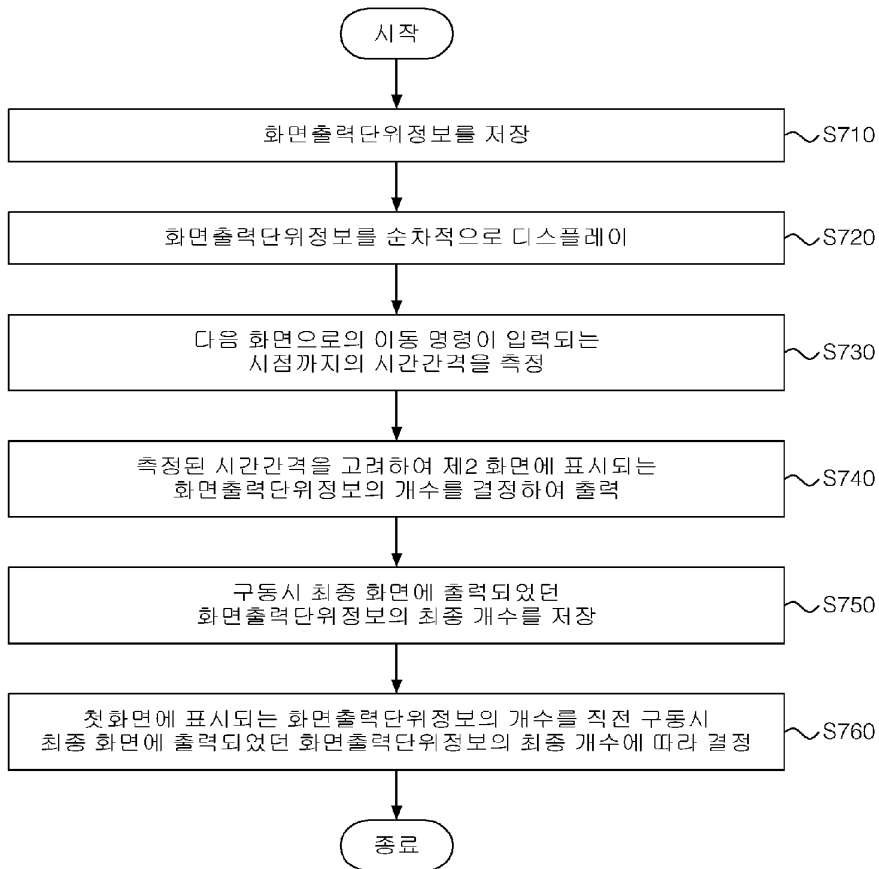 시작
화면출력단위정보를 저장
S710
화면출력단위정보를 순차적으로 디스플레이
S720
다음 화면으로의 이동 명령이 입력되는
시점까지의 시간간격을 측정
S730
측정된 시간간격을 고려하여 제2 화면에 표시되는
화면출력단위정보의 개수를 결정하여 출력
S740
구동시 최종 화면에 출력되었던
화면출력단위정보의 최종 개수를 저장
S750
첫화면에 표시되는 화면출력단위정보의 개수를 직전 구동시
최종 화면에 출력되었던 화면출력단위정보의 최종 개수에 따라 결정
S760
종료